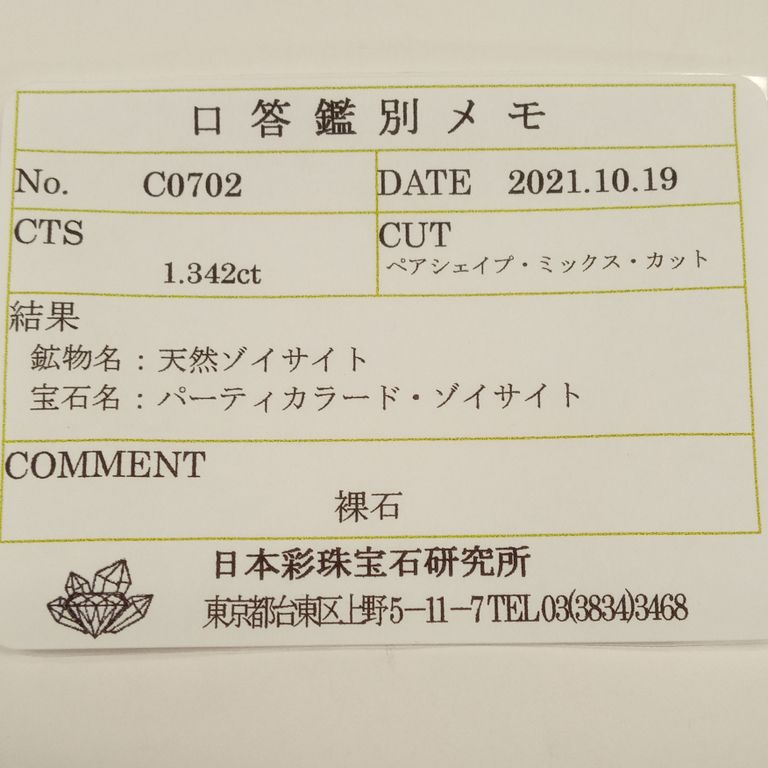 口答鑑別メモ
No. C0702
DATE 2021.10.19
CTS
1.342ct
CUT
ペアシェイプ・ミックス・カット
結果
鉱物名：天然ゾイサイト
宝石名：パーティカラード・ゾイサイト
COMMENT
裸石
日本彩珠宝石研究所
東京都台東区上野5-11-7 TEL 03(3834)3468